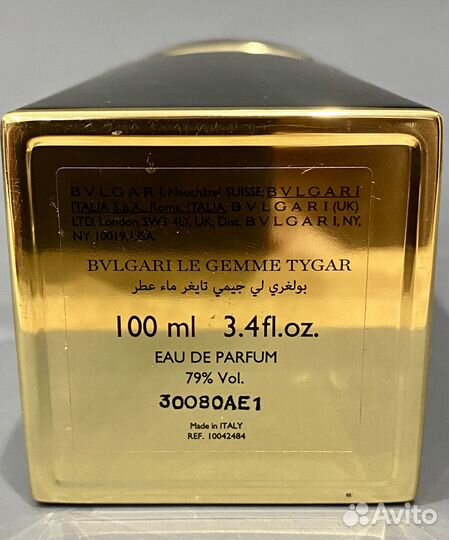 BVLGARI, Neuchâtel, SUISSE; BVLGARI
ITALIA S.p.A., Roma, ITALIA; BVLGARI (UK)
LTD, London SW3 4LY, UK; Dist. BVLGARI, NY,
NY 10019, USA.
BVLGARI LE GEMME TYGAR
بولغري لي جيمي تايغر ماء عطر
100 ml 3.4fl.oz.
EAU DE PARFUM
79% Vol.
30080AE1
Made in ITALY
REF. 10042484
Avito